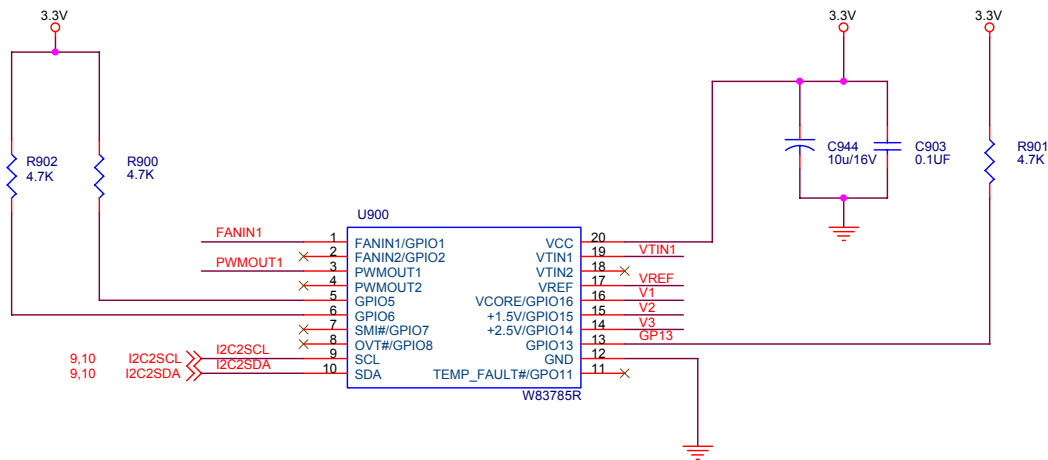 3.3V
3.3V
3.3V
R902
4.7K
R900
4.7K
C944
10u/16V
C903
0.1UF
R901
4.7K
U900
FANIN1
1
FANIN1/GPIO1
VCC
20
2
FANIN2/GPIO2
VTIN1
19
VTIN1
PWMOUT1
3
PWMOUT1
VTIN2
18
4
PWMOUT2
VREF
17
VREF
5
GPIO5
VCORE/GPIO16
16
V1
6
GPIO6
+1.5V/GPIO15
15
V2
7
SMI#/GPIO7
+2.5V/GPIO14
14
V3
8
OVT#/GPIO8
GPIO13
13
GP13
9,10
I2C2SCL
I2C2SCL
9
SCL
GND
12
9,10
I2C2SDA
I2C2SDA
10
SDA
TEMP_FAULT#/GPO11
11
W83785R